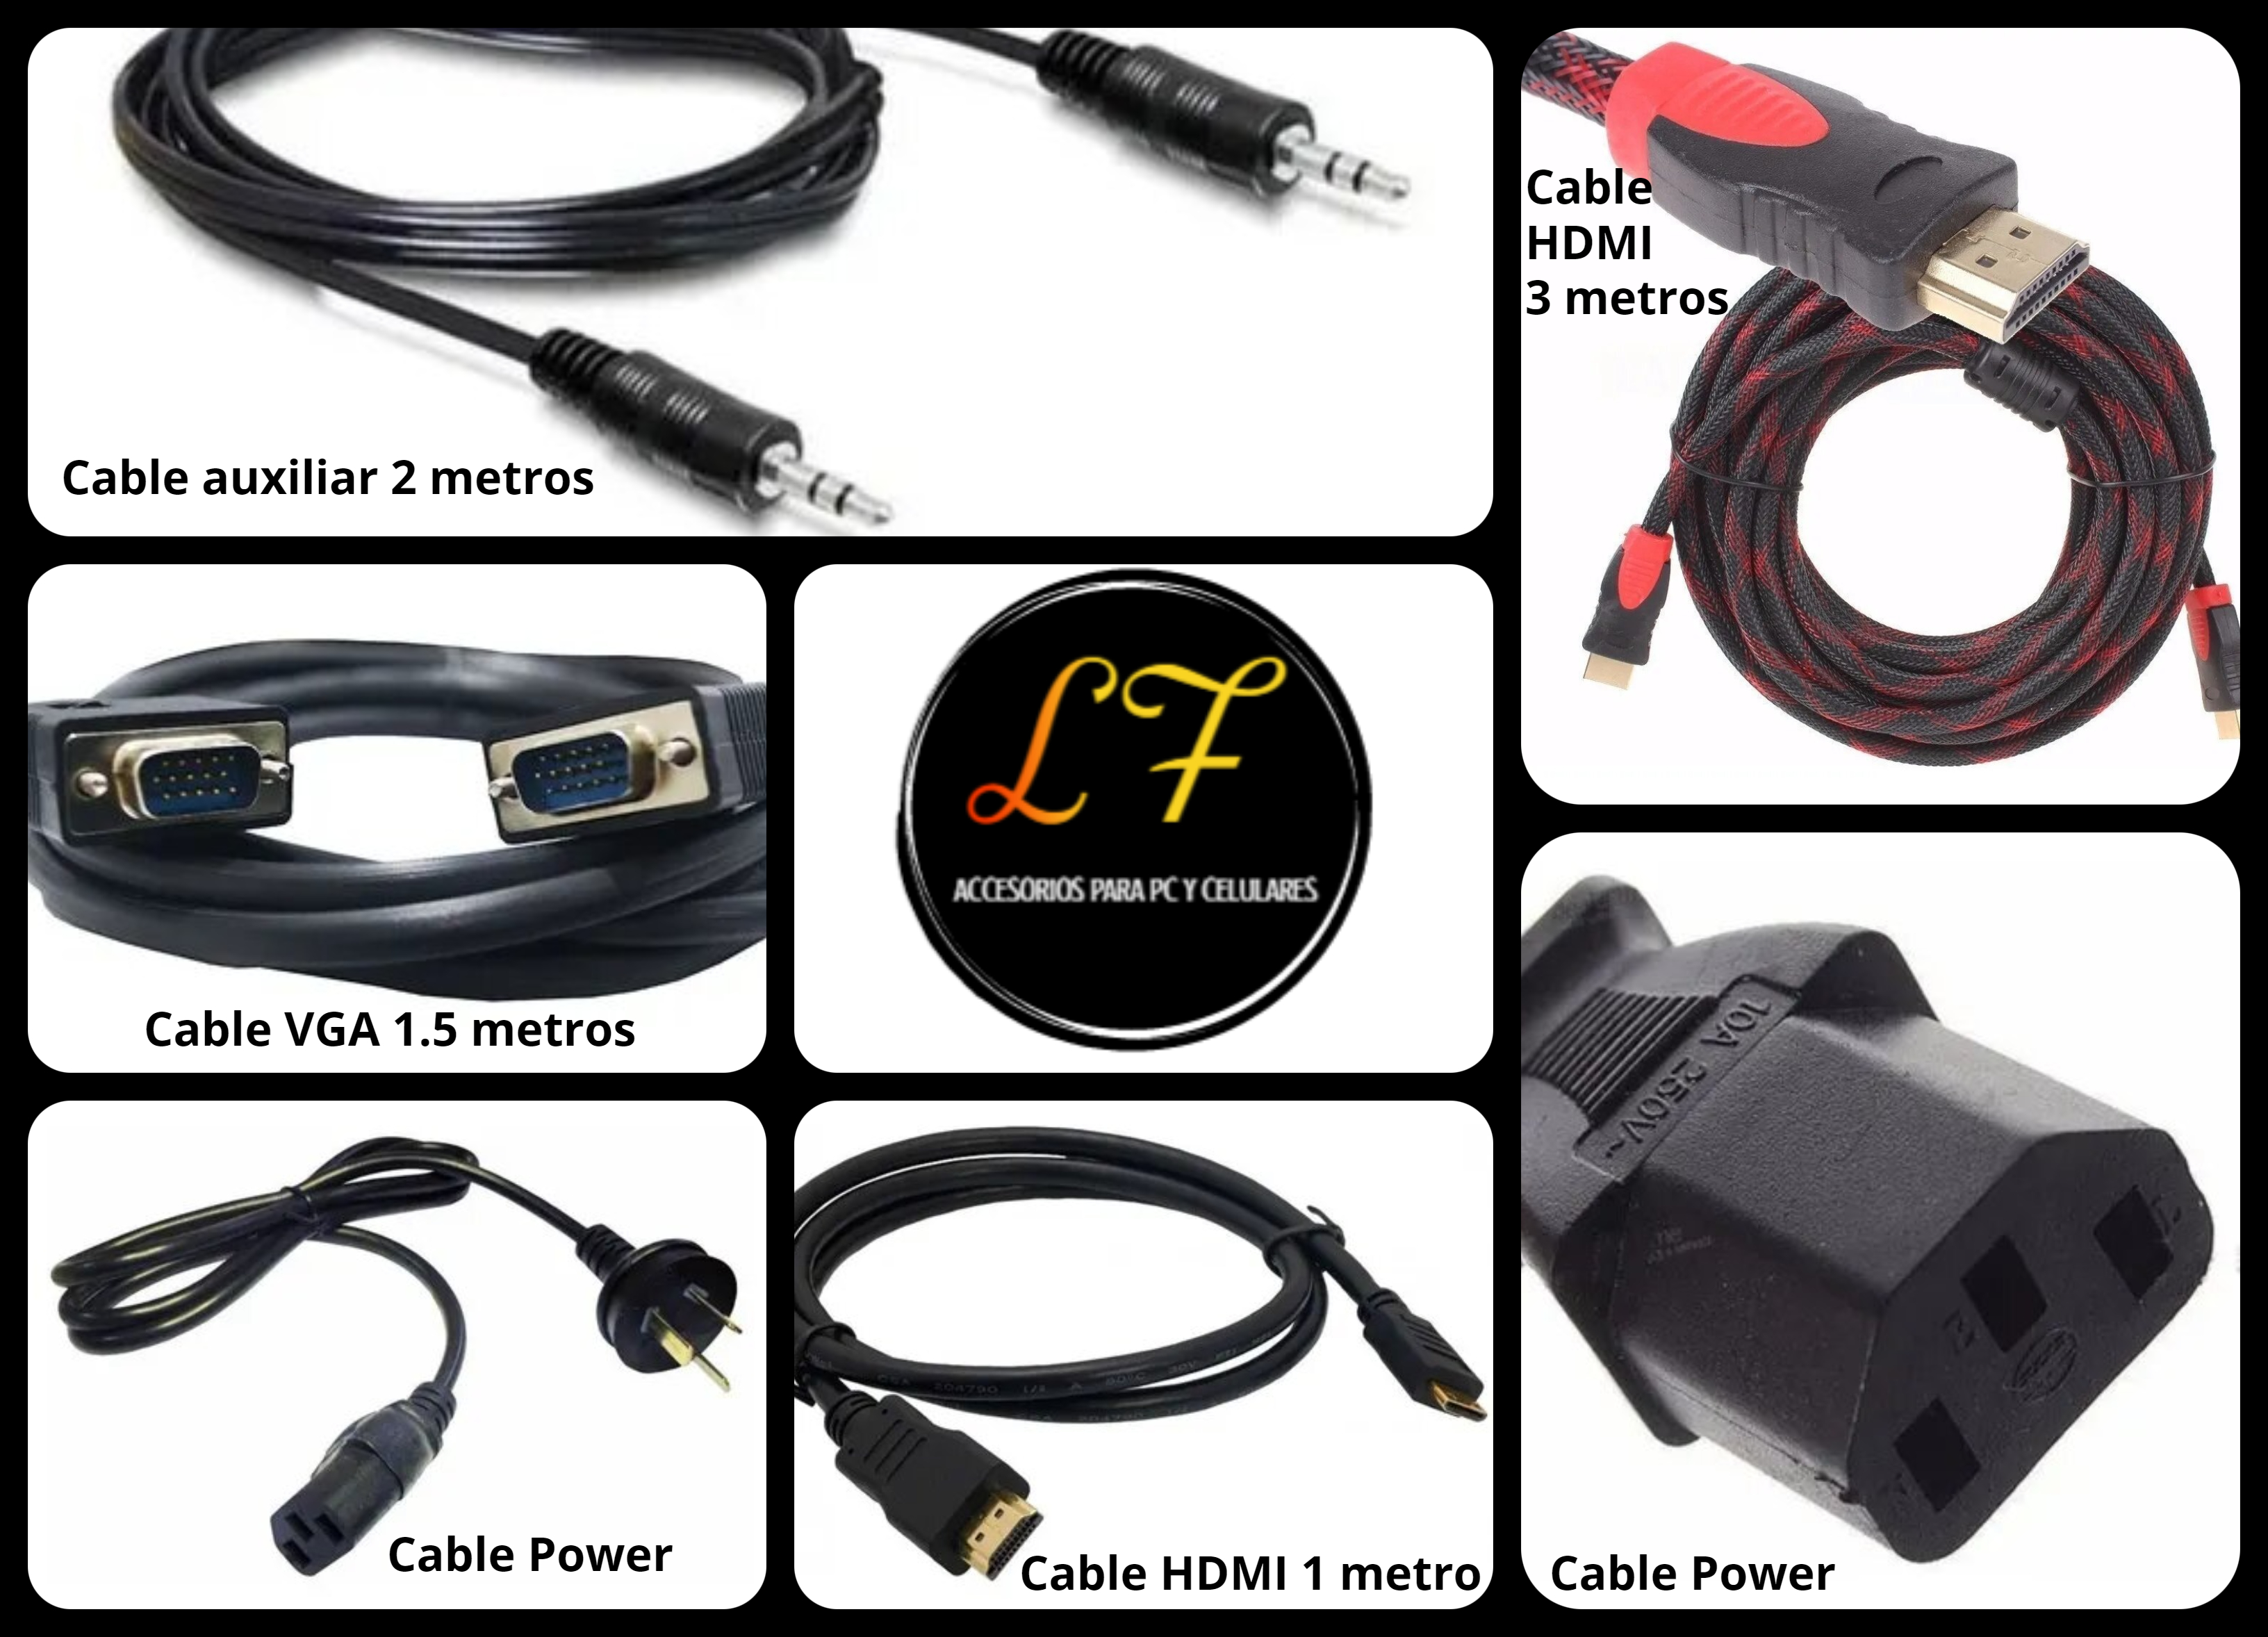 Cable auxiliar 2 metros
Cable
HDMI
3 metros
Cable VGA 1.5 metros
LF
ACCESORIOS PARA PC Y CELULARES
10A 250V~
Cable Power
Cable HDMI 1 metro
Cable Power